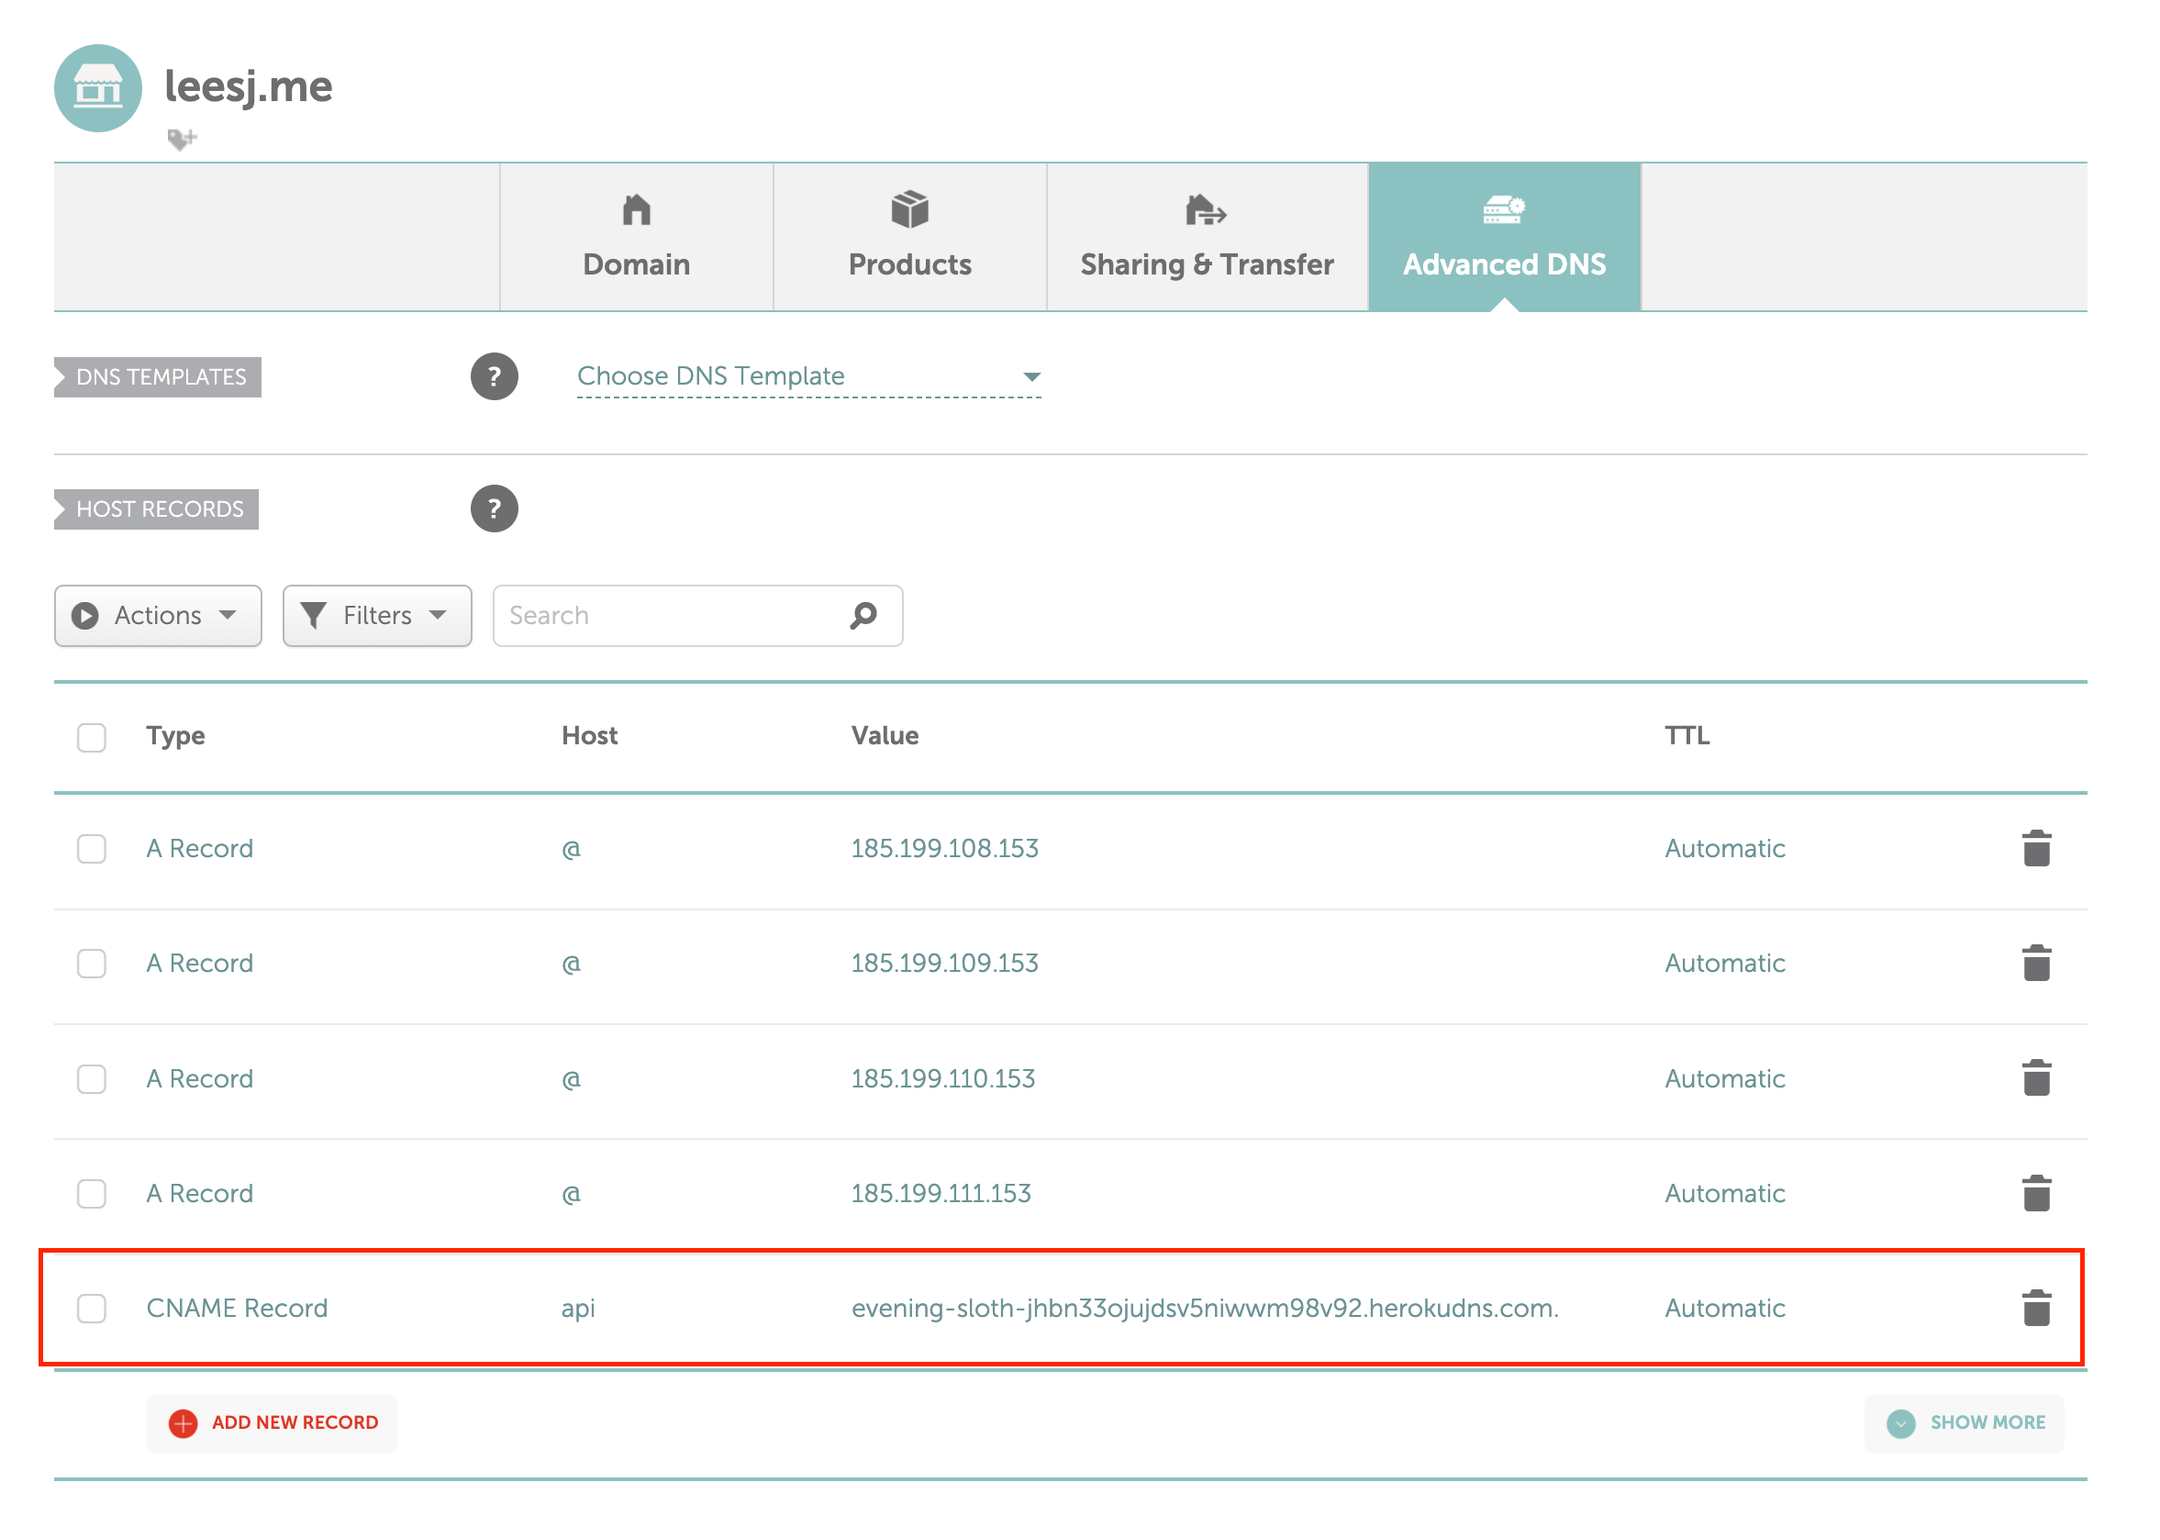 leesj.me
Domain
Products
Sharing & Transfer
Advanced DNS
DNS TEMPLATES
?
Choose DNS Template
HOST RECORDS
?
Actions
Filters
Search
Type Host Value TTL
A Record @ 185.199.108.153 Automatic
A Record @ 185.199.109.153 Automatic
A Record @ 185.199.110.153 Automatic
A Record @ 185.199.111.153 Automatic
CNAME Record api evening-sloth-jhbn33ojujdsv5niwwm98v92.herokudns.com. Automatic
ADD NEW RECORD
SHOW MORE